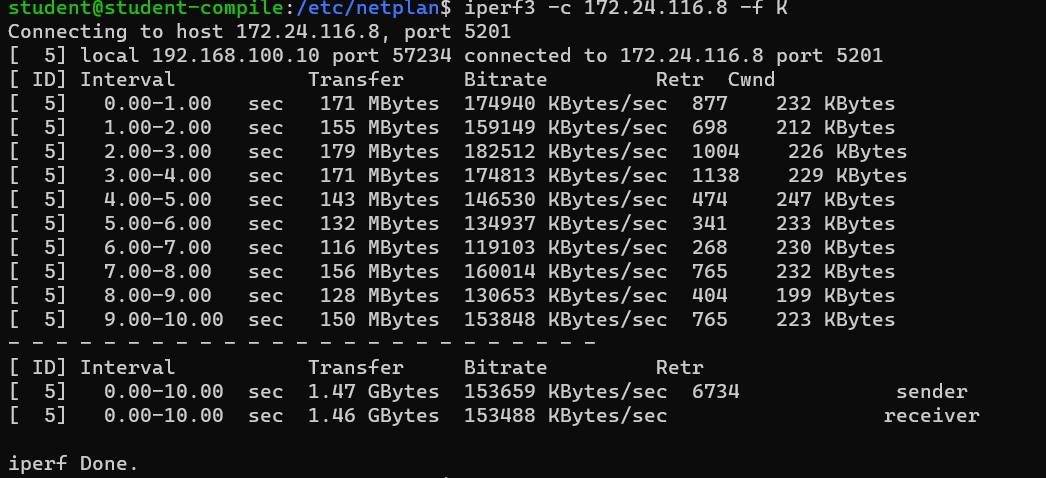 student@student-compile:/etc/netplan$ iperf3 -c 172.24.116.8 -f K
Connecting to host 172.24.116.8, port 5201
[  5] local 192.168.100.10 port 57234 connected to 172.24.116.8 port 5201
[ ID] Interval           Transfer     Bitrate         Retr  Cwnd
[  5]   0.00-1.00   sec   171 MBytes  174940 KBytes/sec  877    232 KBytes
[  5]   1.00-2.00   sec   155 MBytes  159149 KBytes/sec  698    212 KBytes
[  5]   2.00-3.00   sec   179 MBytes  182512 KBytes/sec  1004    226 KBytes
[  5]   3.00-4.00   sec   171 MBytes  174813 KBytes/sec  1138    229 KBytes
[  5]   4.00-5.00   sec   143 MBytes  146530 KBytes/sec  474    247 KBytes
[  5]   5.00-6.00   sec   132 MBytes  134937 KBytes/sec  341    233 KBytes
[  5]   6.00-7.00   sec   116 MBytes  119103 KBytes/sec  268    230 KBytes
[  5]   7.00-8.00   sec   156 MBytes  160014 KBytes/sec  765    232 KBytes
[  5]   8.00-9.00   sec   128 MBytes  130653 KBytes/sec  404    199 KBytes
[  5]   9.00-10.00  sec   150 MBytes  153848 KBytes/sec  765    223 KBytes
- - - - - - - - - - - - - - - - - - - - - - - - -
[ ID] Interval           Transfer     Bitrate         Retr
[  5]   0.00-10.00  sec  1.47 GBytes  153659 KBytes/sec  6734             sender
[  5]   0.00-10.00  sec  1.46 GBytes  153488 KBytes/sec                  receiver
iperf Done.